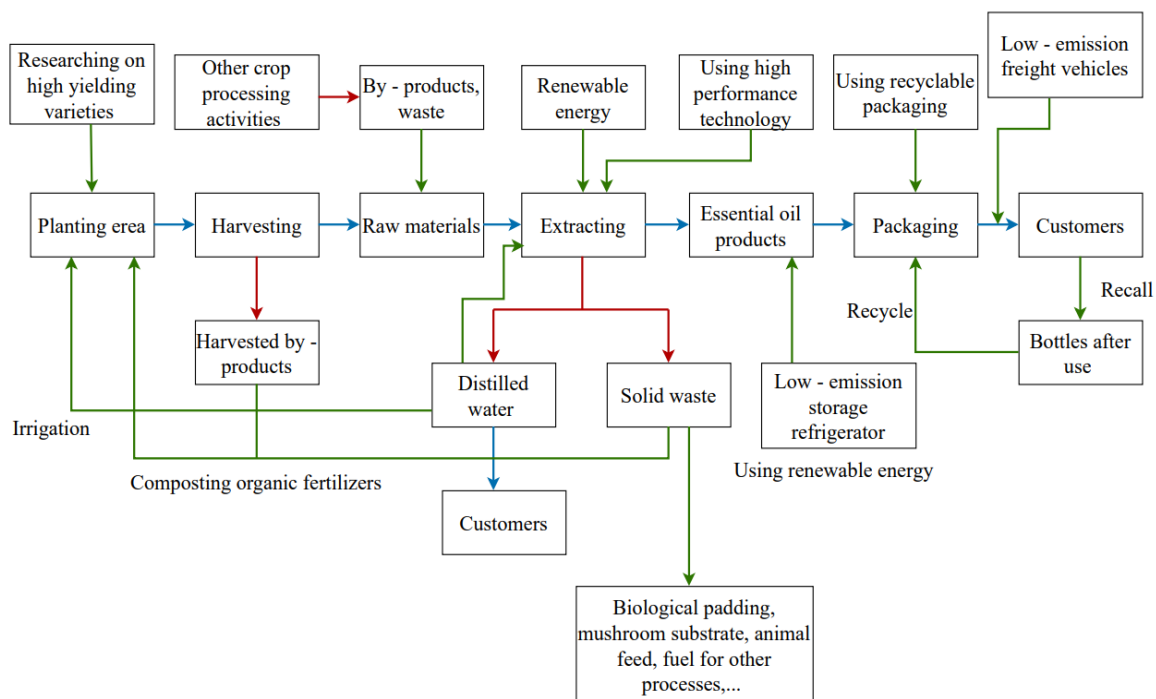 Researching on
high yielding
varieties
Other crop
processing
activities
By - products,
waste
Renewable
energy
Using high
performance
technology
Using recyclable
packaging
Low - emission
freight vehicles
Planting erea
Harvesting
Raw materials
Extracting
Essential oil
products
Packaging
Customers
Recall
Recycle
Harvested by -
products
Distilled
water
Solid waste
Low - emission
storage
refrigerator
Bottles after
use
Irrigation
Composting organic fertilizers
Using renewable energy
Customers
Biological padding,
mushroom substrate, animal
feed, fuel for other
processes,...